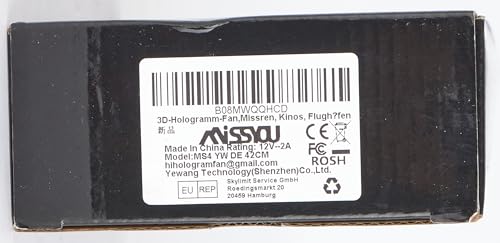 B08MWQQHCD
3D-Hologramm-Fan,Missren, Kinos, Flugh?fen
新品
MISSYOU
Made In China Rating: 12V--2A
Model:MS4 YW DE 42CM
hihologramfan@gmail.com
Yewang Technology(Shenzhen)Co.,Ltd.
CE
ROSH
EU REP
Skylimit Service GmbH
Roedingsmarkt 20
20459 Hamburg